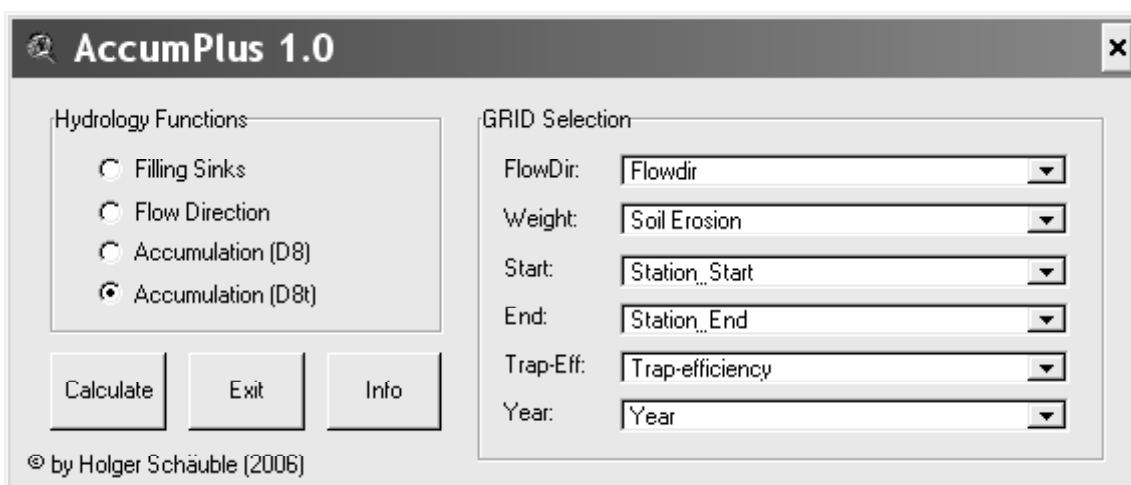 AccumPlus 1.0
Hydrology Functions
Filling Sinks
Flow Direction
Accumulation (D8)
Accumulation (D8t)
Calculate
Exit
Info
© by Holger Schäuble (2006)
GRID Selection
FlowDir: Flowdir
Weight: Soil Erosion
Start: Station_Start
End: Station_End
Trap-Eff: Trap-efficiency
Year: Year